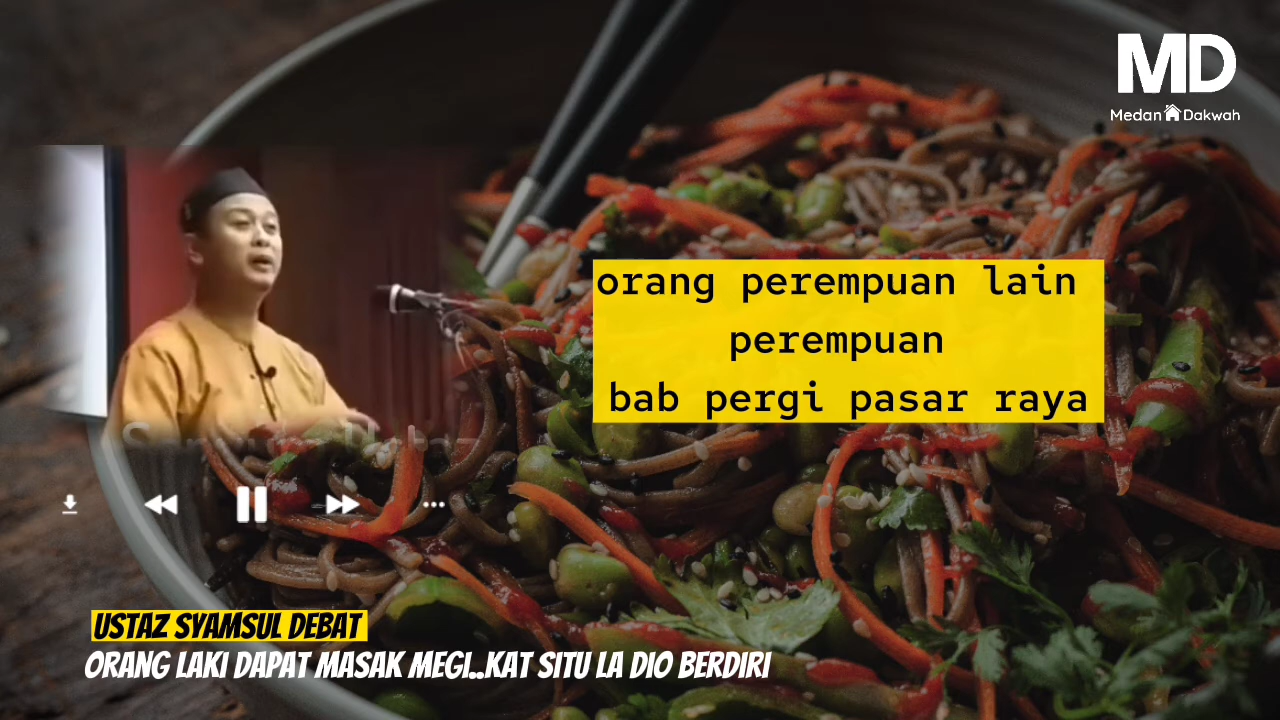 MD
Medan Dakwah
orang perempuan lain
perempuan
bab pergi pasar raya
USTAZ SYAMSUL DEBAT
ORANG LAKI DAPAT MASAK MEGI..KAT SITU LA DIO BERDIRI